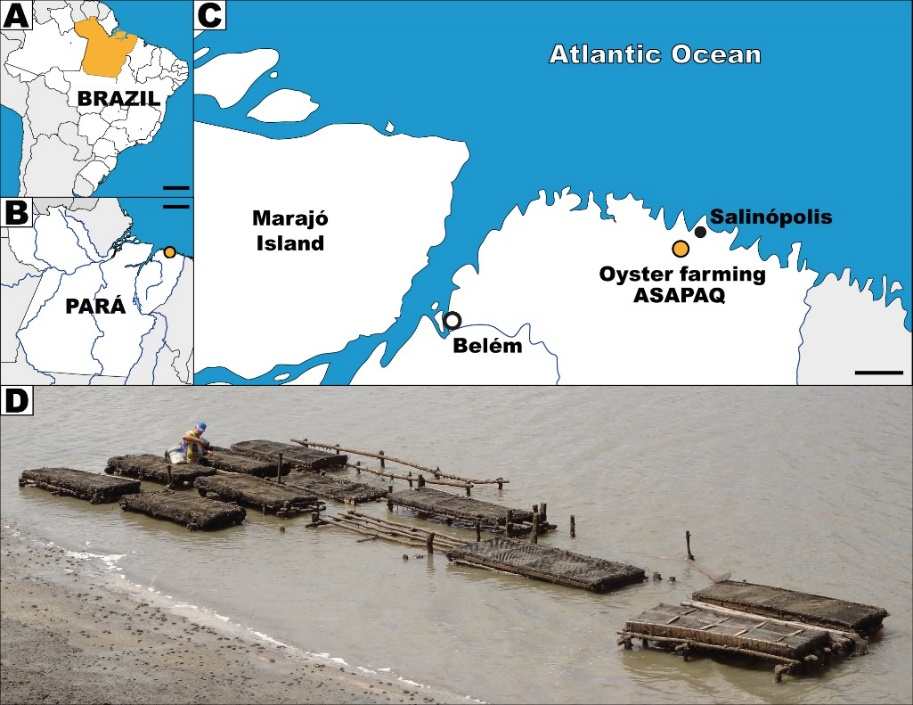 A
BRAZIL
B
PARÁ
C
Atlantic Ocean
Marajó
Island
Salinópolis
Oyster farming
ASAPAQ
Belém
D